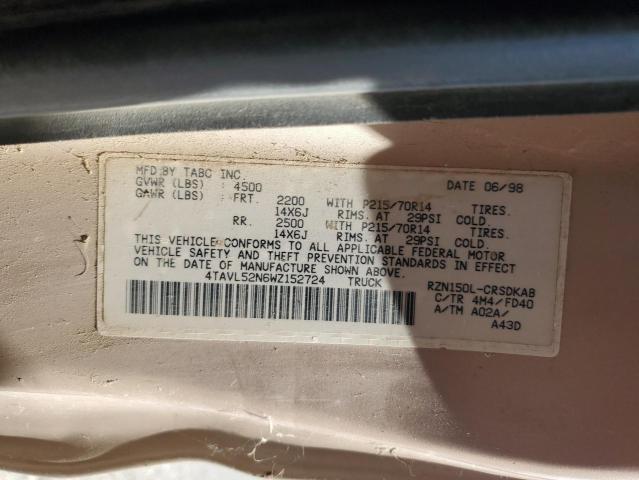 MFD.BY TABC INC. DATE 06/98
GVWR (LBS) : 4500
GAWR (LBS) : FRT. 2200 WITH P215/70R14 TIRES.
14X6J RIMS. AT 29PSI COLD.
RR. 2500 WITH P215/70R14 TIRES.
14X6J RIMS. AT 29PSI COLD.
THIS VEHICLE CONFORMS TO ALL APPLICABLE FEDERAL MOTOR
VEHICLE SAFETY AND THEFT PREVENTION STANDARDS IN EFFECT
ON THE DATE OF MANUFACTURE SHOWN ABOVE.
4TAVL52N6WZ152724 TRUCK RZN150L-CRSDKAB
C/TR 4M4/FD40
A/TM A02A/
A43D